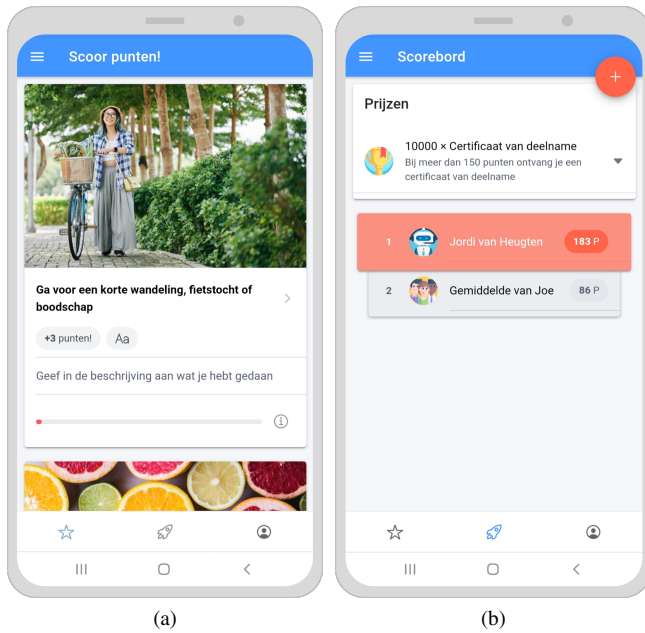 Scoor punten!
Ga voor een korte wandeling, fietstocht of
boodschap
+3 punten!
Aa
Geef in de beschrijving aan wat je hebt gedaan
(a)
Scorebord
+
Prijzen
10000 × Certificaat van deelname
Bij meer dan 150 punten ontvang je een
certificaat van deelname
1 Jordi van Heugten 183 P
2 Gemiddelde van Joe 86 P
(b)